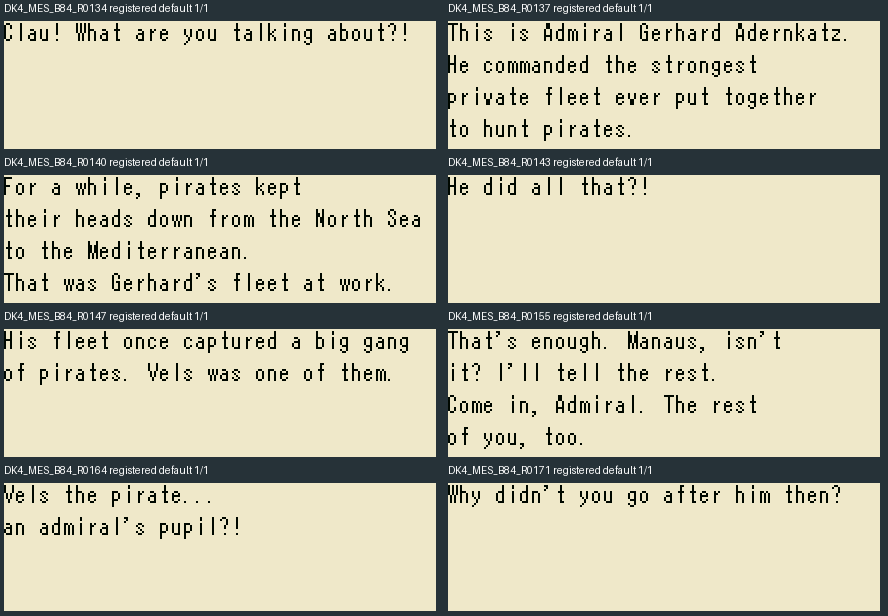 DK4_MES_B84_R0134 registered default 1/1
Clau! What are you talking about?!
DK4_MES_B84_R0137 registered default 1/1
This is Admiral Gerhard Adernkatz.
He commanded the strongest
private fleet ever put together
to hunt pirates.
DK4_MES_B84_R0140 registered default 1/1
For a while, pirates kept
their heads down from the North Sea
to the Mediterranean.
That was Gerhard's fleet at work.
DK4_MES_B84_R0143 registered default 1/1
He did all that?!
DK4_MES_B84_R0147 registered default 1/1
His fleet once captured a big gang
of pirates. Vels was one of them.
DK4_MES_B84_R0155 registered default 1/1
That's enough. Manaus, isn't
it? I'll tell the rest.
Come in, Admiral. The rest
of you, too.
DK4_MES_B84_R0164 registered default 1/1
Vels the pirate...
an admiral's pupil?!
DK4_MES_B84_R0171 registered default 1/1
Why didn't you go after him then?